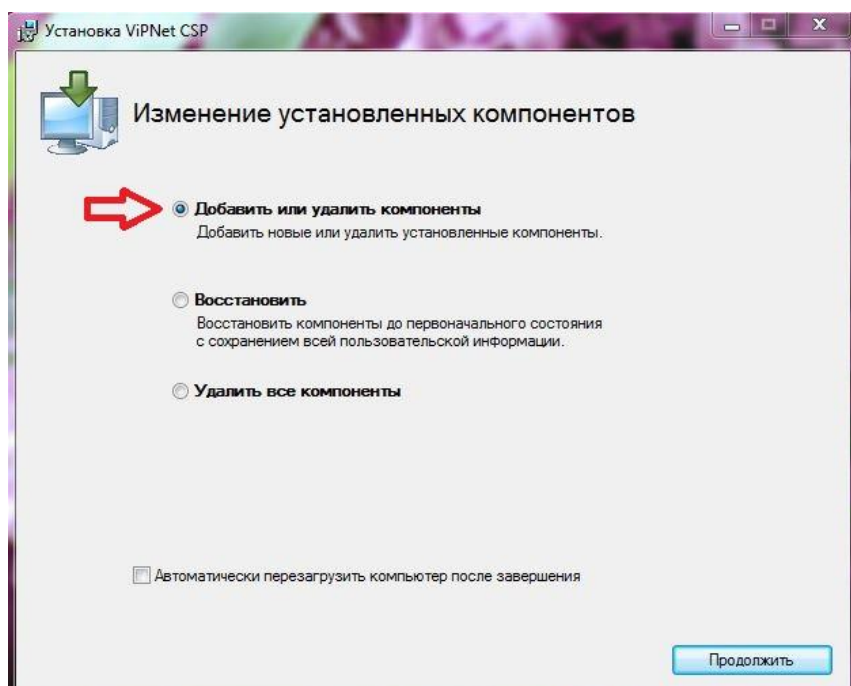 Установка ViPNet CSP
Изменение установленных компонентов
Добавить или удалить компоненты
Добавить новые или удалить установленные компоненты.
Восстановить
Восстановить компоненты до первоначального состояния
с сохранением всей пользовательской информации.
Удалить все компоненты
Автоматически перезагрузить компьютер после завершения
Продолжить